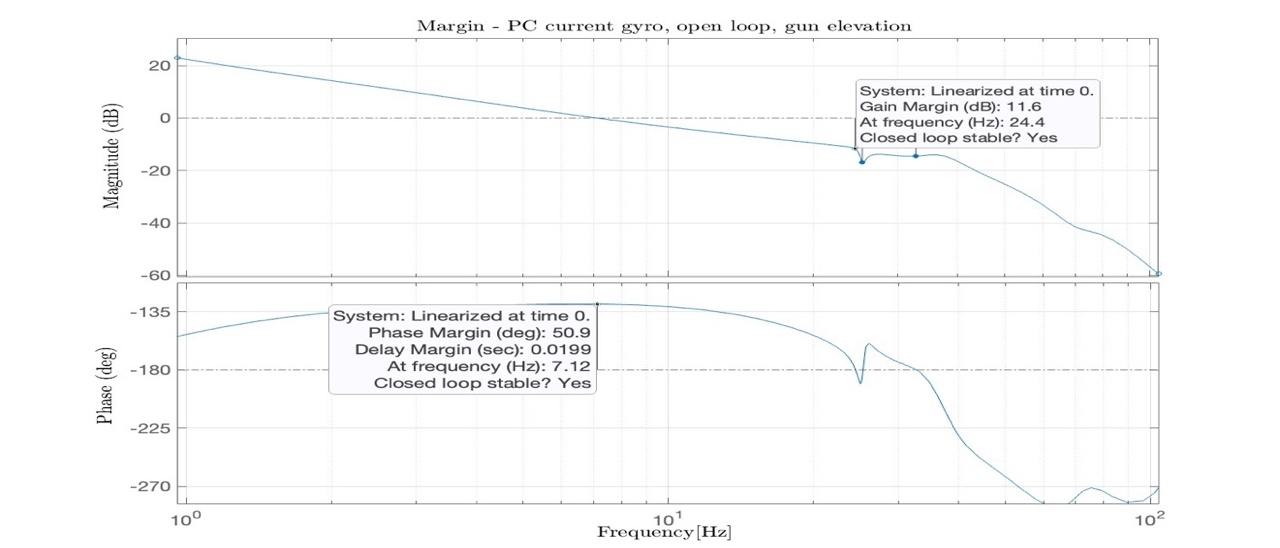 Margin - PC current gyro, open loop, gun elevation
20
0
-20
-40
-60
Magnitude (dB)
System: Linearized at time 0.
Gain Margin (dB): 11.6
At frequency (Hz): 24.4
Closed loop stable? Yes
-135
-180
-225
-270
Phase (deg)
System: Linearized at time 0.
Phase Margin (deg): 50.9
Delay Margin (sec): 0.0199
At frequency (Hz): 7.12
Closed loop stable? Yes
10⁰ 10¹ 10²
Frequency[Hz]